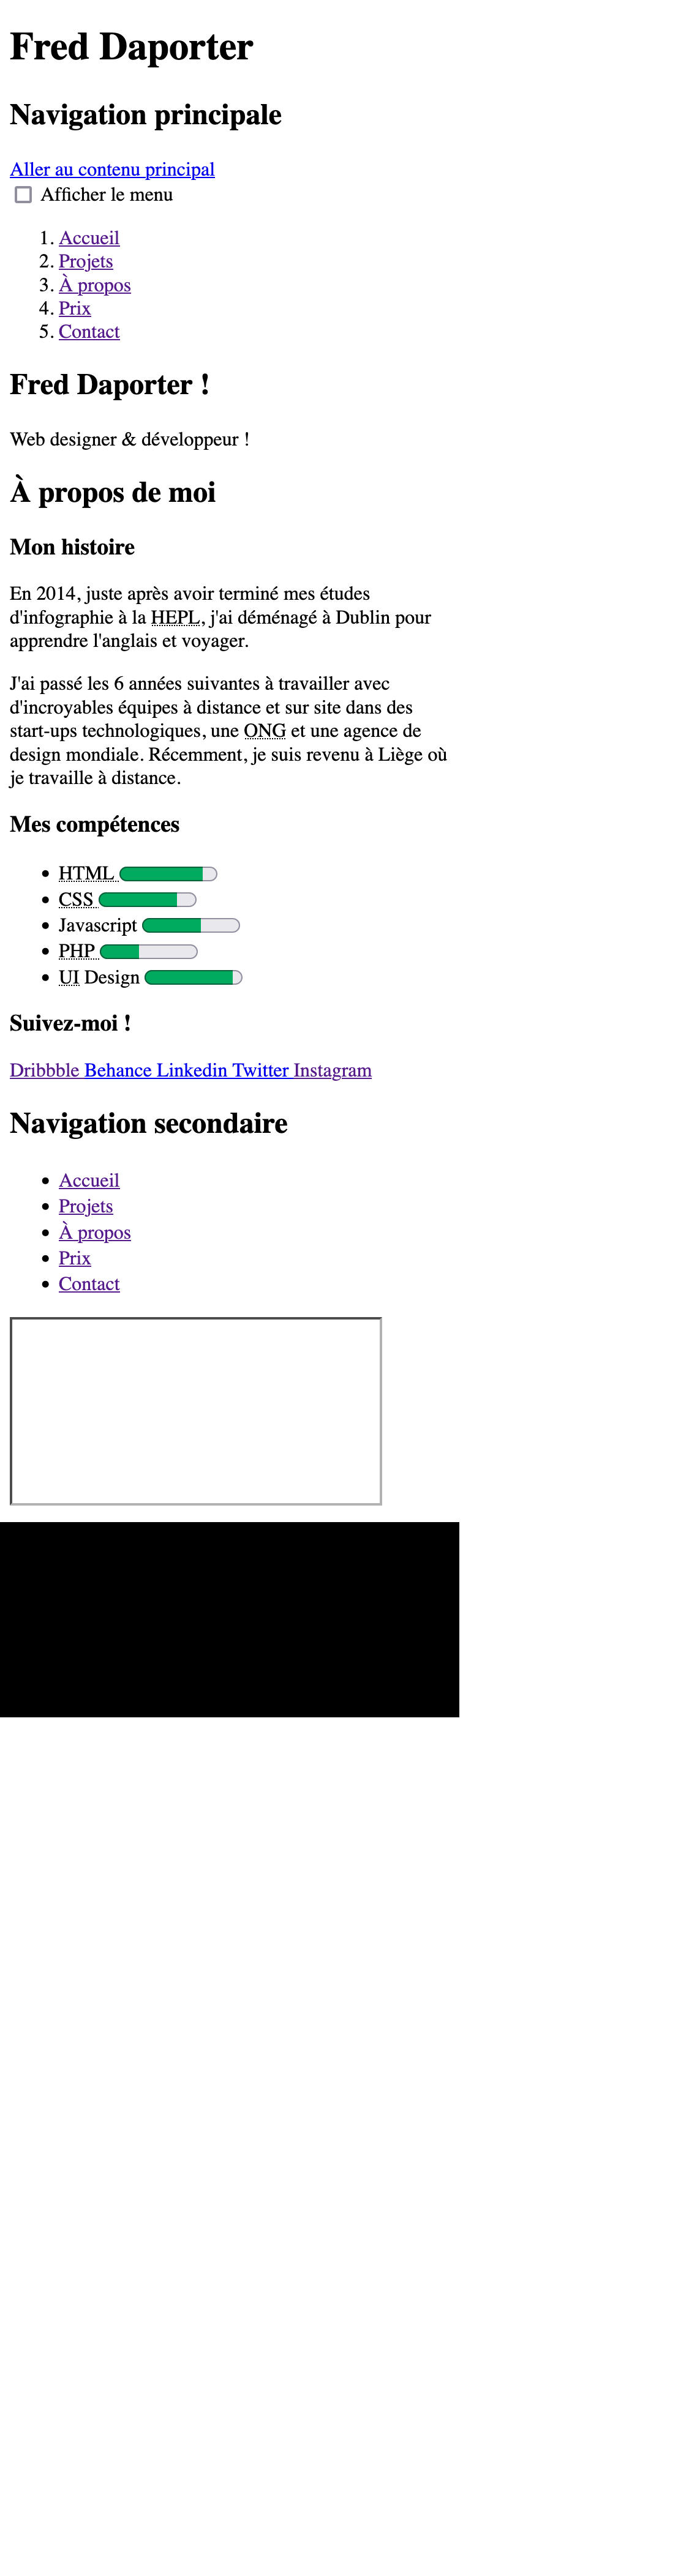 Fred Daporter
Navigation principale
Aller au contenu principal
Afficher le menu
1. Accueil
2. Projets
3. À propos
4. Prix
5. Contact
Fred Daporter !
Web designer & développeur !
À propos de moi
Mon histoire
En 2014, juste après avoir terminé mes études
d'infographie à la HEPL, j'ai déménagé à Dublin pour
apprendre l'anglais et voyager.
J'ai passé les 6 années suivantes à travailler avec
d'incroyables équipes à distance et sur site dans des
start-ups technologiques, une ONG et une agence de
design mondiale. Récemment, je suis revenu à Liège où
je travaille à distance.
Mes compétences
• HTML
• CSS
• Javascript
• PHP
• UI Design
Suivez-moi !
Dribbble Behance Linkedin Twitter Instagram
Navigation secondaire
• Accueil
• Projets
• À propos
• Prix
• Contact